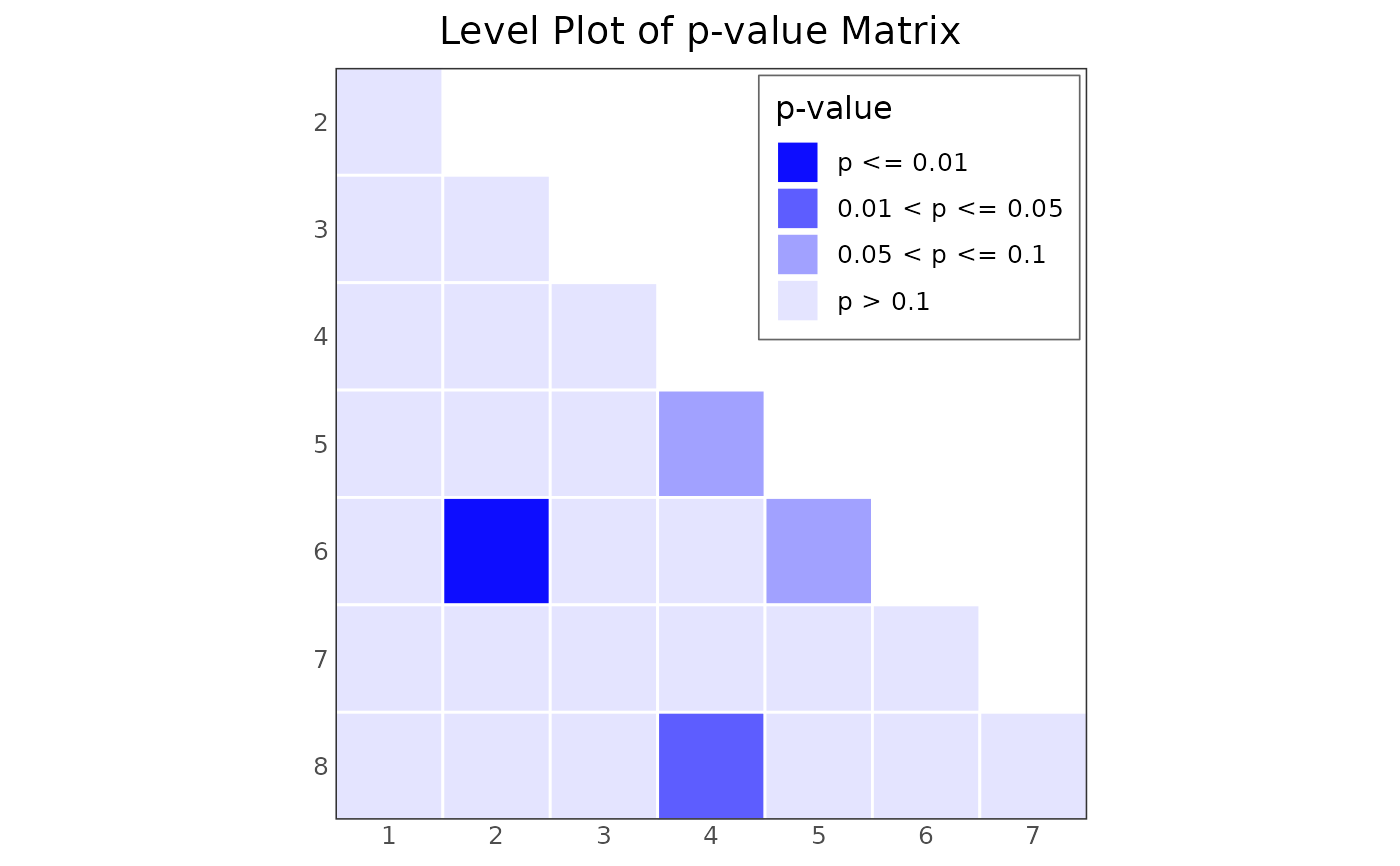 Level Plot of p-value Matrix
p-value
p <= 0.01
0.01 < p <= 0.05
0.05 < p <= 0.1
p > 0.1
2
3
4
5
6
7
8
1 2 3 4 5 6 7